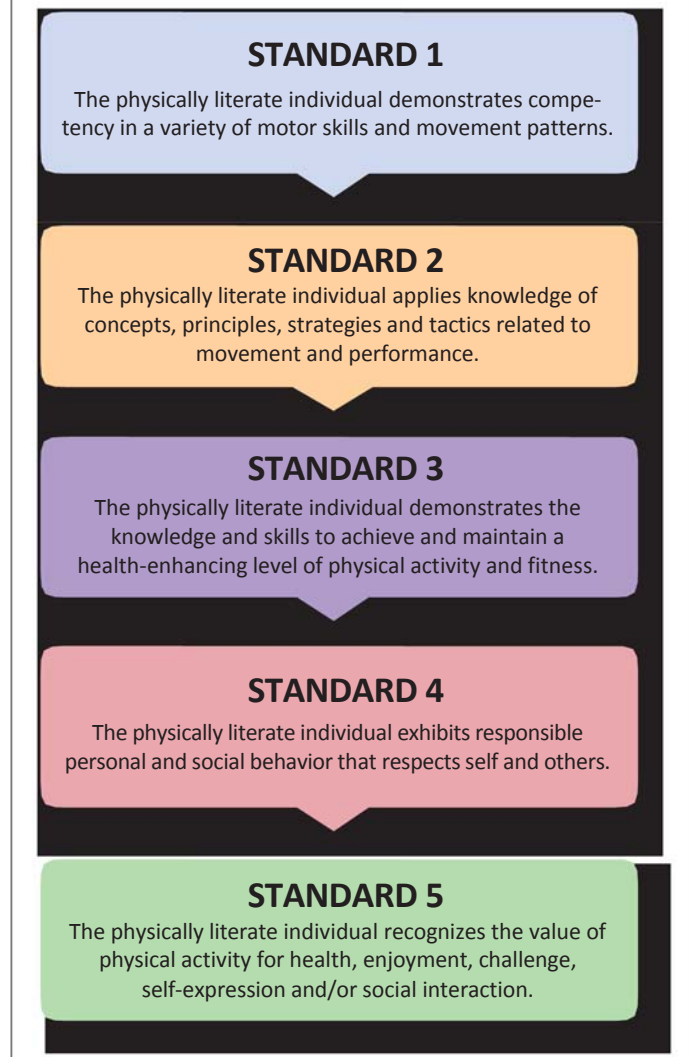 STANDARD 1
The physically literate individual demonstrates compe-
tency in a variety of motor skills and movement patterns.
STANDARD 2
The physically literate individual applies knowledge of
concepts, principles, strategies and tactics related to
movement and performance.
STANDARD 3
The physically literate individual demonstrates the
knowledge and skills to achieve and maintain a
health-enhancing level of physical activity and fitness.
STANDARD 4
The physically literate individual exhibits responsible
personal and social behavior that respects self and others.
STANDARD 5
The physically literate individual recognizes the value of
physical activity for health, enjoyment, challenge,
self-expression and/or social interaction.